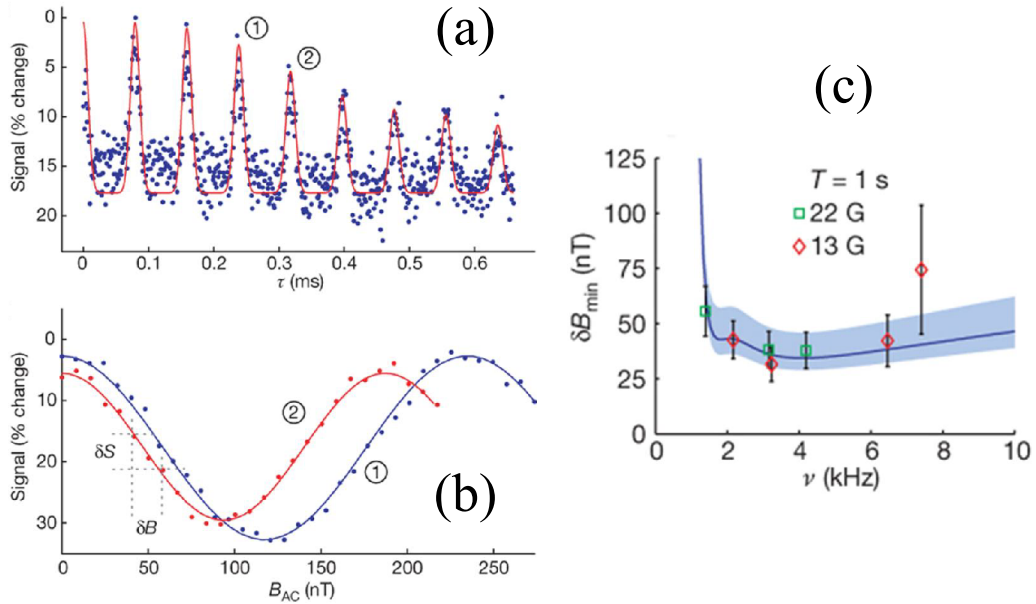 (a)
Signal (% change)
0
5
10
15
20
①
②
0 0.1 0.2 0.3 0.4 0.5 0.6
τ (ms)
(b)
Signal (% change)
0
10
20
30
δS
δB
②
①
0 50 100 150 200 250
B_AC (nT)
(c)
δB_min (nT)
125
100
75
50
25
0
T = 1 s
22 G
13 G
0 2 4 6 8 10
ν (kHz)